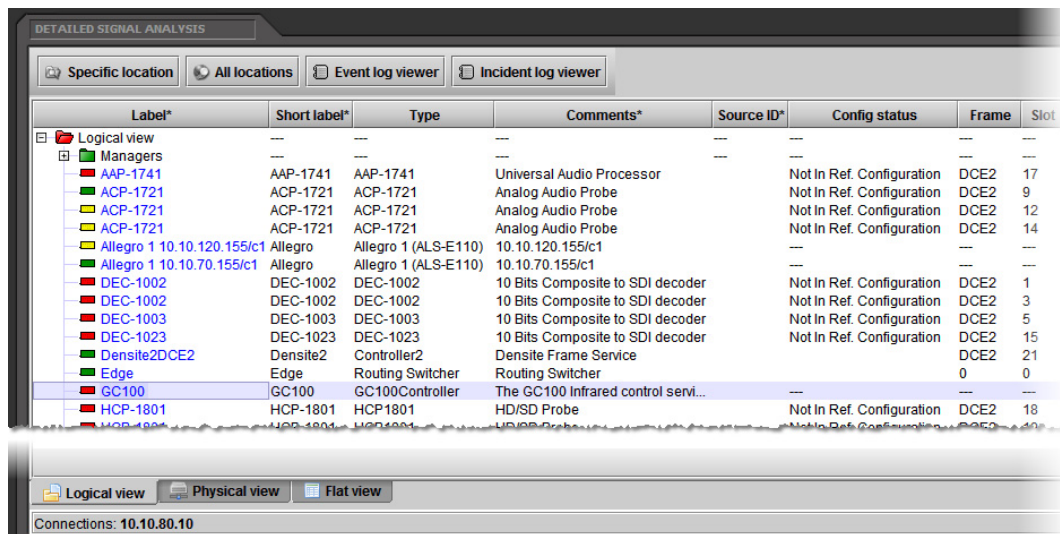 DETAILED SIGNAL ANALYSIS
Specific location All locations Event log viewer Incident log viewer
Label* Short label* Type Comments* Source ID* Config status Frame Slot
Logical view --- --- --- --- --- --- ---
Managers --- --- --- --- --- --- ---
AAP-1741 AAP-1741 AAP-1741 Universal Audio Processor Not In Ref. Configuration DCE2 17
ACP-1721 ACP-1721 ACP-1721 Analog Audio Probe Not In Ref. Configuration DCE2 9
ACP-1721 ACP-1721 ACP-1721 Analog Audio Probe Not In Ref. Configuration DCE2 12
ACP-1721 ACP-1721 ACP-1721 Analog Audio Probe Not In Ref. Configuration DCE2 14
Allegro 1 10.10.120.155/c1 Allegro Allegro 1 (ALS-E110) 10.10.120.155/c1 --- --- ---
Allegro 1 10.10.70.155/c1 Allegro Allegro 1 (ALS-E110) 10.10.70.155/c1 --- --- ---
DEC-1002 DEC-1002 DEC-1002 10 Bits Composite to SDI decoder Not In Ref. Configuration DCE2 1
DEC-1002 DEC-1002 DEC-1002 10 Bits Composite to SDI decoder Not In Ref. Configuration DCE2 3
DEC-1003 DEC-1003 DEC-1003 10 Bits Composite to SDI decoder Not In Ref. Configuration DCE2 5
DEC-1023 DEC-1023 DEC-1023 10 Bits Composite to SDI decoder Not In Ref. Configuration DCE2 15
Densite2DCE2 Densite2 Controller2 Densite Frame Service DCE2 21
Edge Edge Routing Switcher Routing Switcher 0 0
GC100 GC100 GC100Controller The GC100 Infrared control servi... --- --- ---
HCP-1801 HCP-1801 HCP1801 HD/SD Probe Not In Ref. Configuration DCE2 18
Logical view Physical view Flat view
Connections: 10.10.80.10